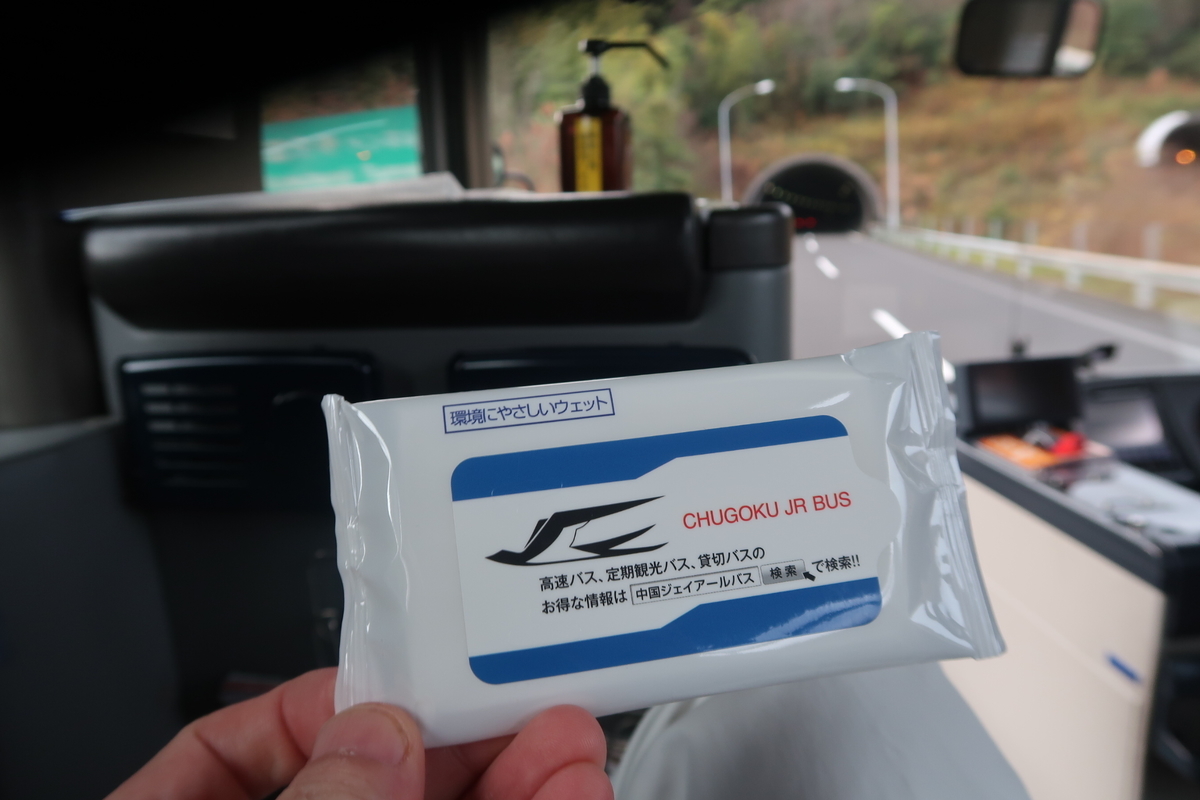 環境にやさしいウェット
CHUGOKU JR BUS
高速バス、定期観光バス、貸切バスの
お得な情報は 中国ジェイアールバス 検索 で検索!!